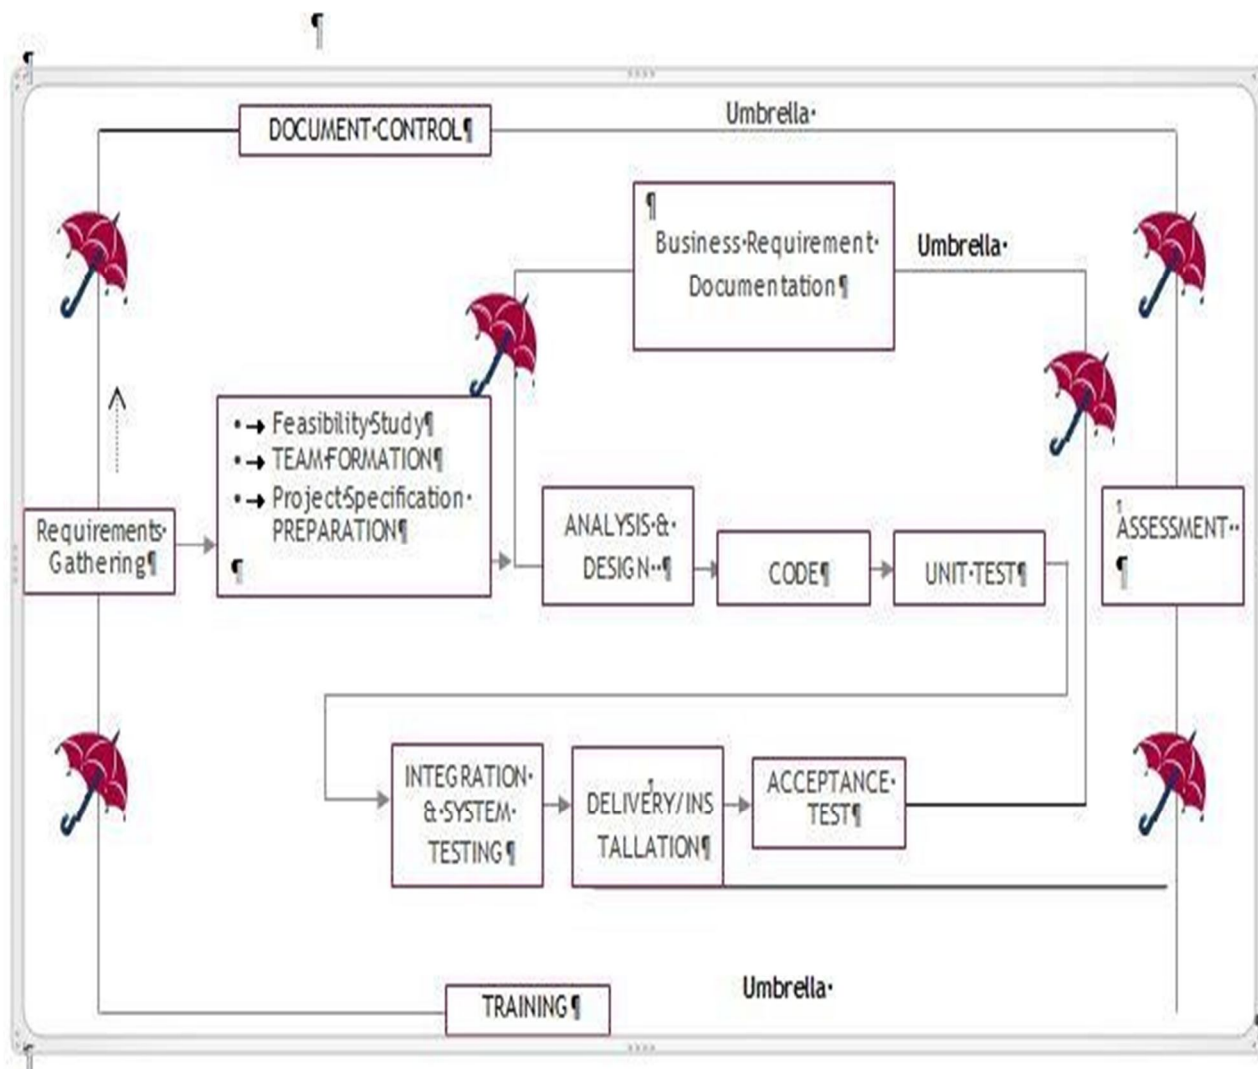 ¶
¶
DOCUMENT·CONTROL¶
Umbrella·
¶
Business·Requirement·
Documentation¶
Umbrella·
•→ Feasibility·Study¶
•→ TEAM·FORMATION¶
•→ Project·Specification·
PREPARATION¶
¶
Requirements·
Gathering¶
ANALYSIS·&·
DESIGN··¶
CODE¶
UNIT·TEST¶
¶
ASSESSMENT··
¶
INTEGRATION·
&·SYSTEM·
TESTING¶
¶
DELIVERY/INS
TALLATION¶
ACCEPTANCE·
TEST¶
Umbrella·
TRAINING¶
¶